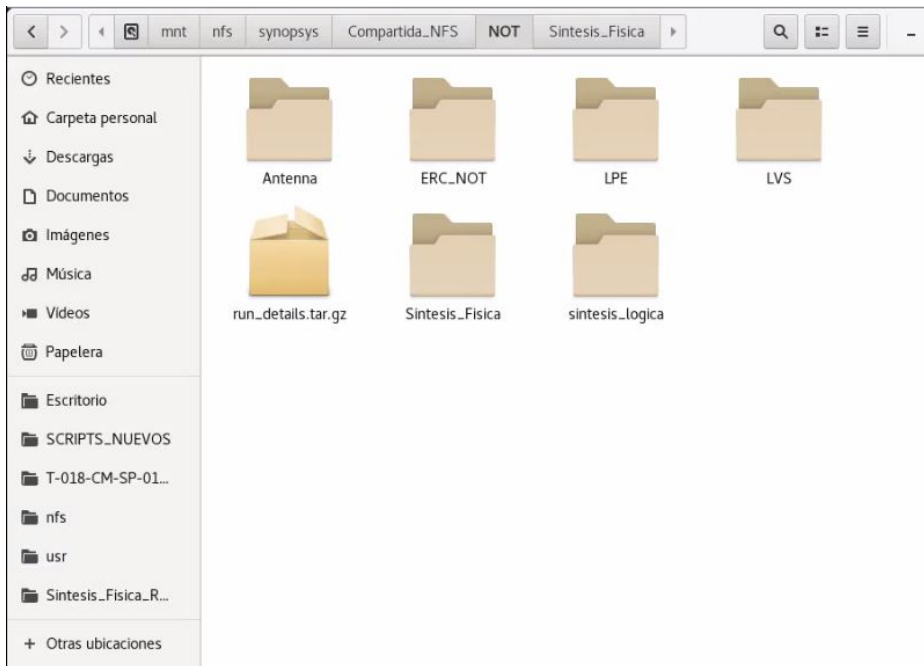 mnt nfs synopsys Compartida_NFS NOT Sintesis_Fisica
Recientes
Carpeta personal
Descargas
Documentos
Imágenes
Música
Vídeos
Papelera
Escritorio
SCRIPTS_NUEVOS
T-018-CM-SP-01...
nfs
usr
Sintesis_Fisica_R...
+ Otras ubicaciones
Antenna ERC_NOT LPE LVS
run_details.tar.gz Sintesis_Fisica sintesis_logica